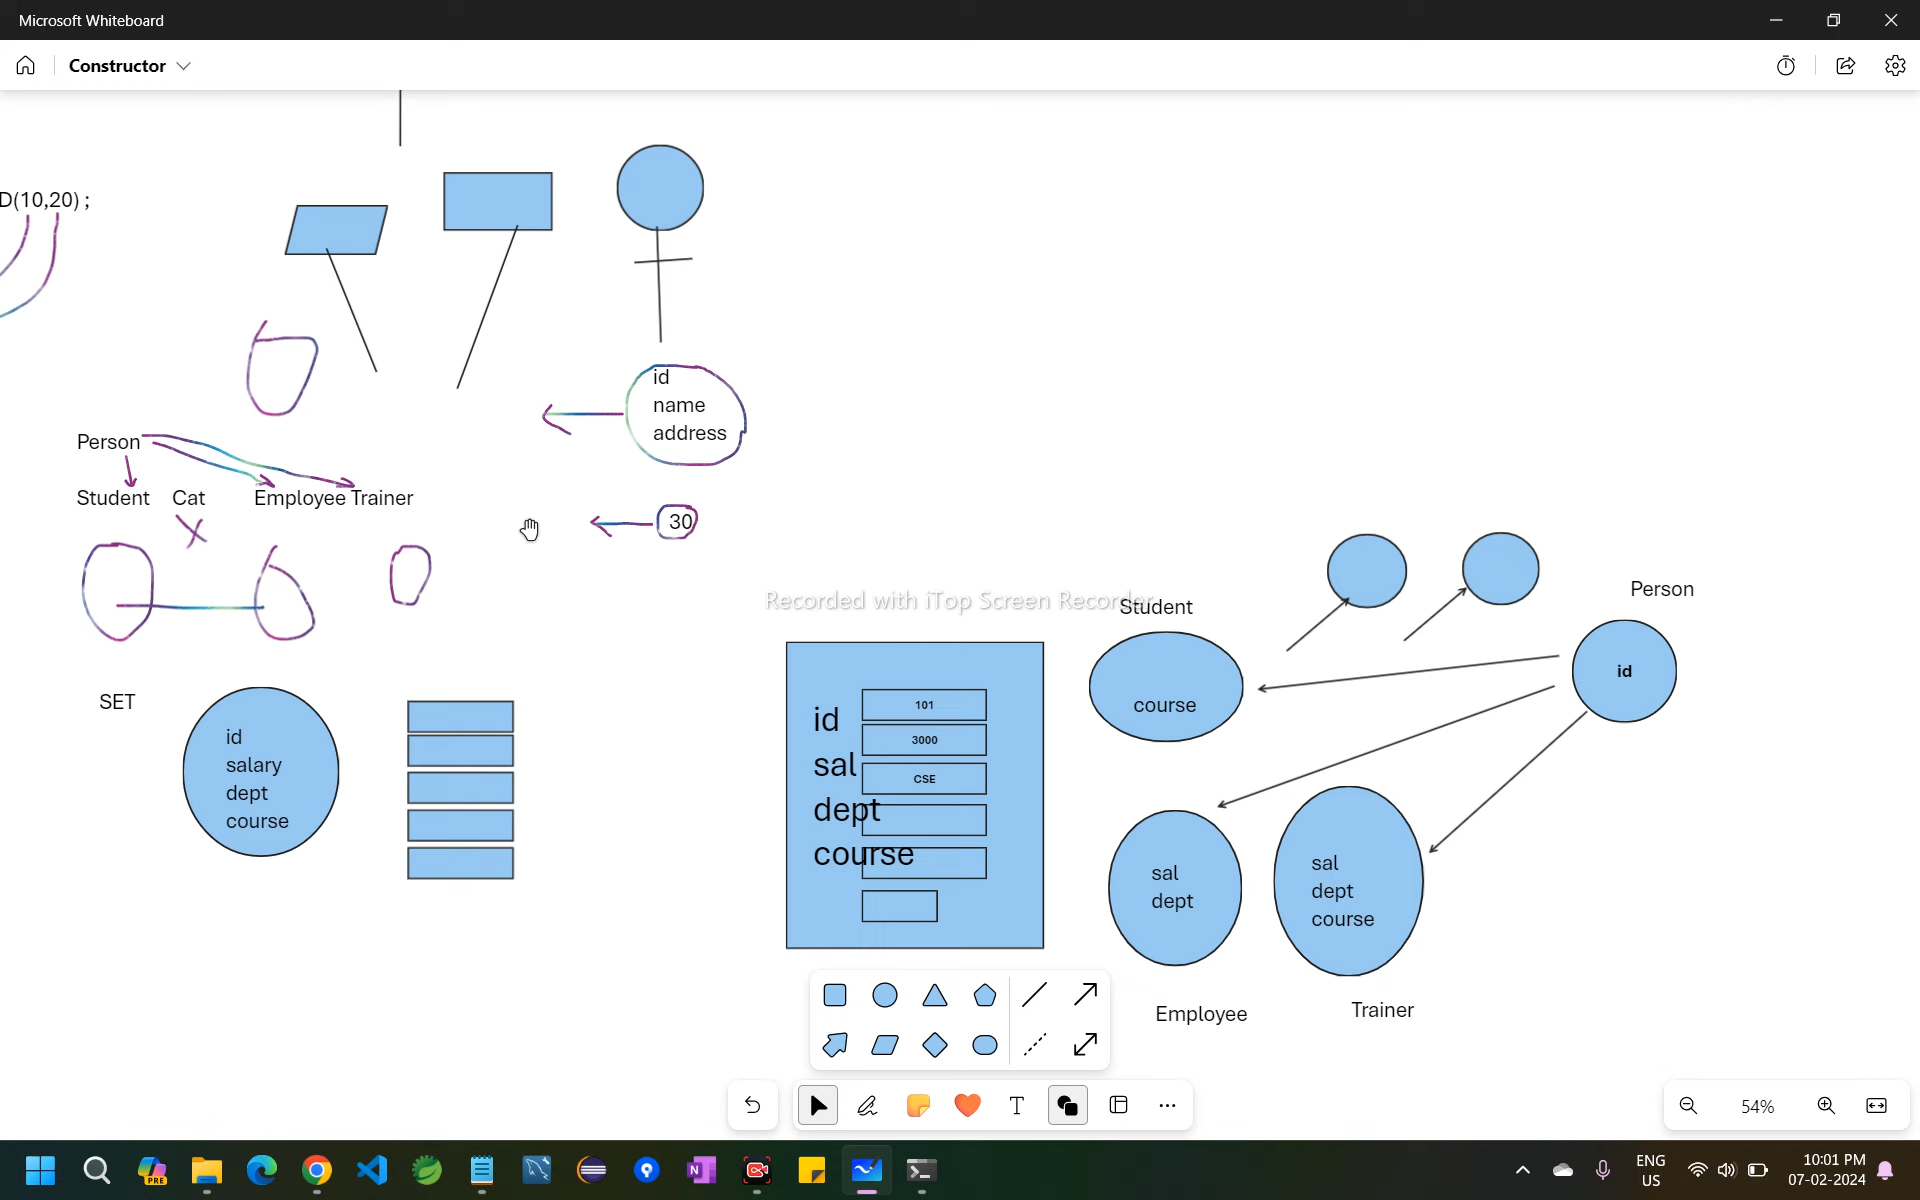 Microsoft Whiteboard
Constructor
D(10,20) ;
id
name
address
Person
Student Cat Employee Trainer
30
Recorded with iTop Screen Recorder
SET
id
salary
dept
course
id
sal
dept
course
101
3000
CSE
Student
course
Person
id
sal
dept
Employee
sal
dept
course
Trainer
54%
PRE
ENG
US
10:01 PM
07-02-2024